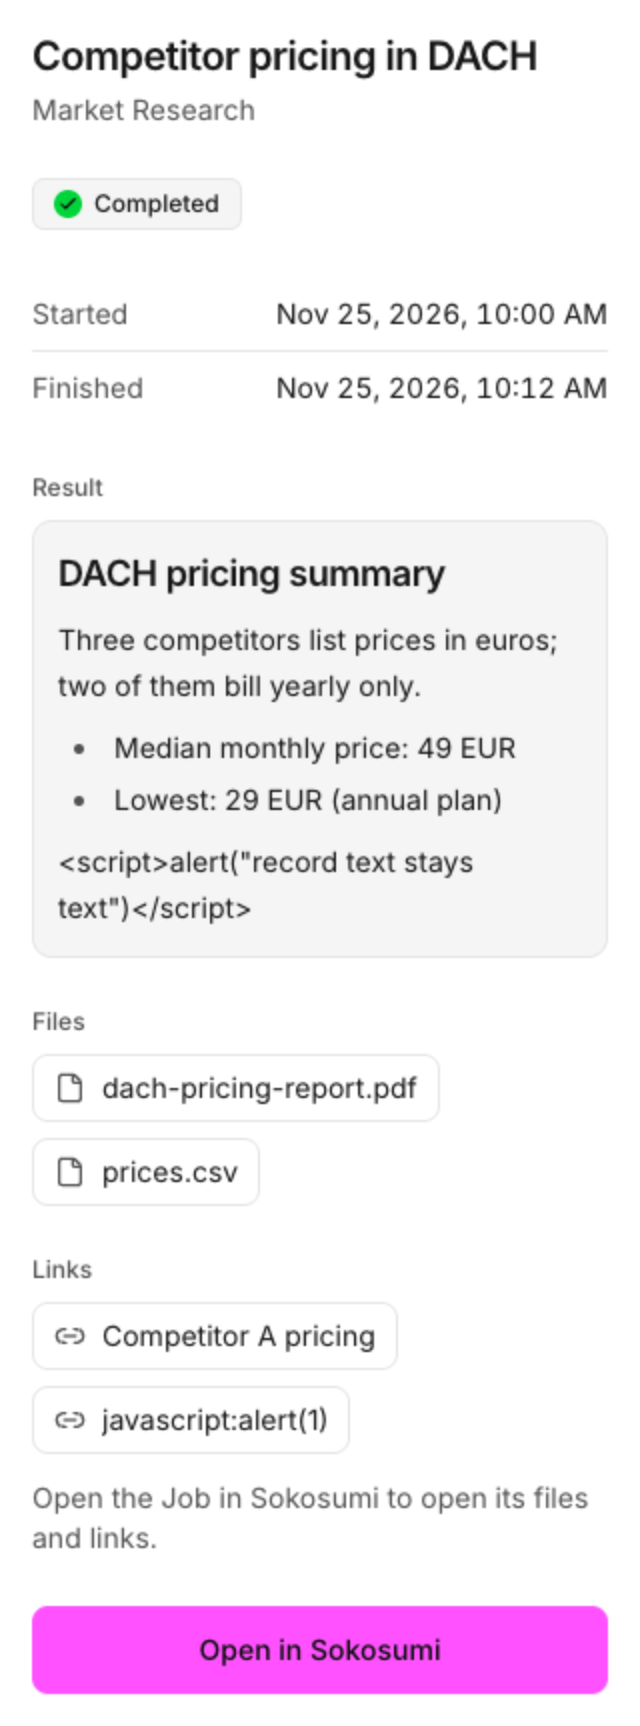 Competitor pricing in DACH
Market Research
Completed
Started Nov 25, 2026, 10:00 AM
Finished Nov 25, 2026, 10:12 AM
Result
DACH pricing summary
Three competitors list prices in euros;
two of them bill yearly only.
• Median monthly price: 49 EUR
• Lowest: 29 EUR (annual plan)
<script>alert("record text stays
text")</script>
Files
dach-pricing-report.pdf
prices.csv
Links
Competitor A pricing
javascript:alert(1)
Open the Job in Sokosumi to open its files
and links.
Open in Sokosumi